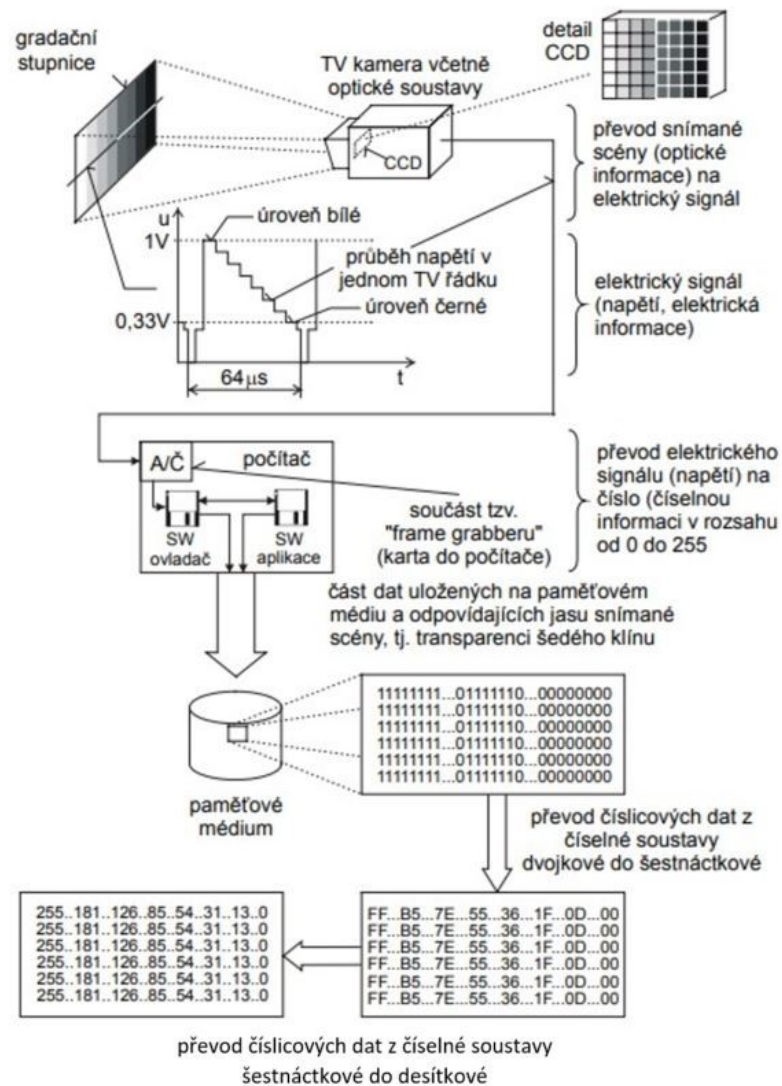 gradační
stupnice
TV kamera včetně
optické soustavy
detail
CCD
CCD
převod snímané
scény (optické
informace) na
elektrický signál
u
úroveň bílé
1V
průběh napětí v
jednom TV řádku
úroveň černé
0,33V
64μs
t
elektrický signál
(napětí, elektrická
informace)
A/Č
počítač
SW
ovladač
SW
aplikace
součást tzv.
"frame grabberu"
(karta do počítače)
převod elektrického
signálu (napětí) na
číslo (číselnou
informaci v rozsahu
od 0 do 255
část dat uložených na paměťovém
médiu a odpovídajících jasu snímané
scény, tj. transparenci šedého klínu
paměťové
médium
11111111...01111110...00000000
11111111...01111110...00000000
11111111...01111110...00000000
11111111...01111110...00000000
11111111...01111110...00000000
11111111...01111110...00000000
převod číslicových dat z
číselné soustavy
dvojkové do šestnáctkové
255..181..126..85..54..31..13..0
255..181..126..85..54..31..13..0
255..181..126..85..54..31..13..0
255..181..126..85..54..31..13..0
255..181..126..85..54..31..13..0
255..181..126..85..54..31..13..0
FF...B5...7E...55...36...1F...0D...00
FF...B5...7E...55...36...1F...0D...00
FF...B5...7E...55...36...1F...0D...00
FF...B5...7E...55...36...1F...0D...00
FF...B5...7E...55...36...1F...0D...00
FF...B5...7E...55...36...1F...0D...00
převod číslicových dat z číselné soustavy
šestnáctkové do desítkové